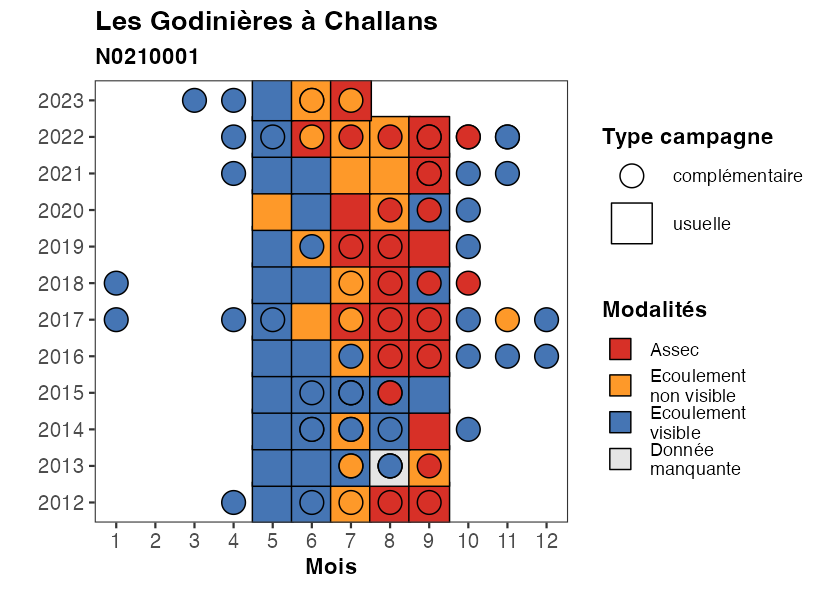 Les Godinières à Challans
N0210001
2023
2022
2021
2020
2019
2018
2017
2016
2015
2014
2013
2012
1 2 3 4 5 6 7 8 9 10 11 12
Mois
Type campagne
complémentaire
usuelle
Modalités
Assec
Ecoulement
non visible
Ecoulement
visible
Donnée
manquante